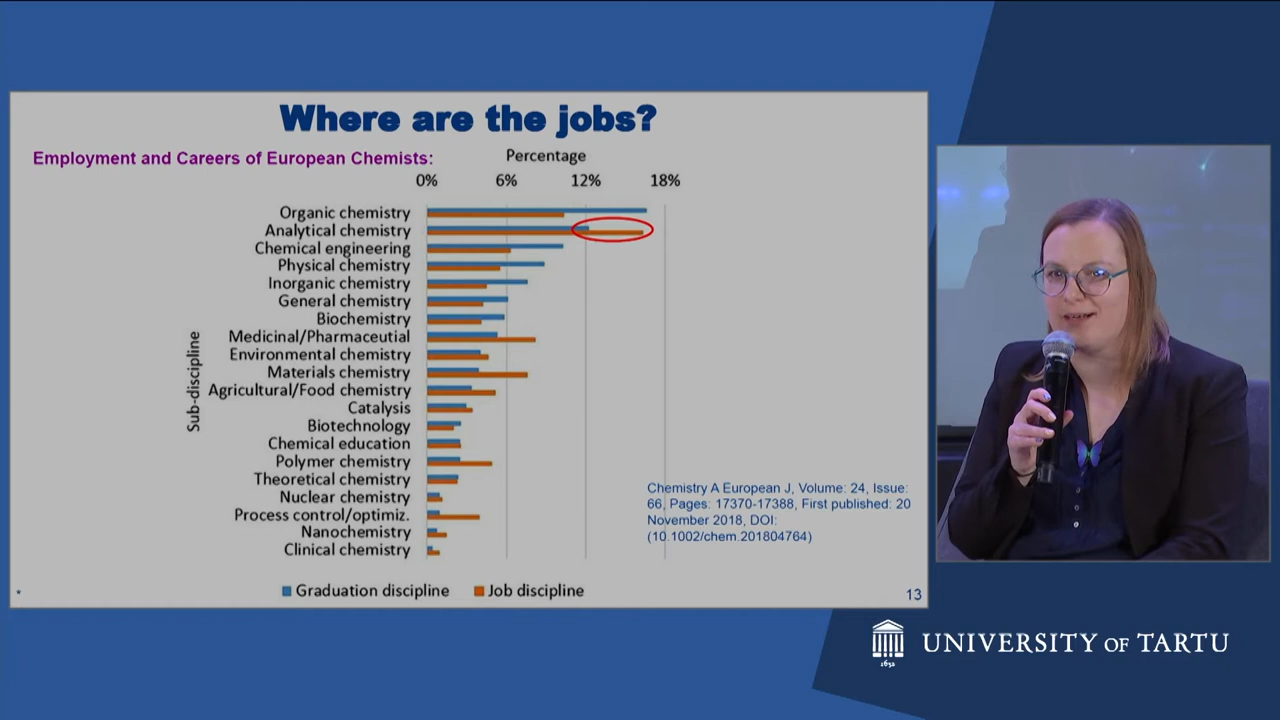 Where are the jobs?
Employment and Careers of European Chemists:
Percentage
0% 6% 12% 18%
Sub-discipline
Organic chemistry
Analytical chemistry
Chemical engineering
Physical chemistry
Inorganic chemistry
General chemistry
Biochemistry
Medicinal/Pharmaceutial
Environmental chemistry
Materials chemistry
Agricultural/Food chemistry
Catalysis
Biotechnology
Chemical education
Polymer chemistry
Theoretical chemistry
Nuclear chemistry
Process control/optimiz.
Nanochemistry
Clinical chemistry
Graduation discipline Job discipline
Chemistry A European J, Volume: 24, Issue:
66, Pages: 17370-17388, First published: 20
November 2018, DOI:
(10.1002/chem.201804764)
*
13
1632
UNIVERSITY OF TARTU